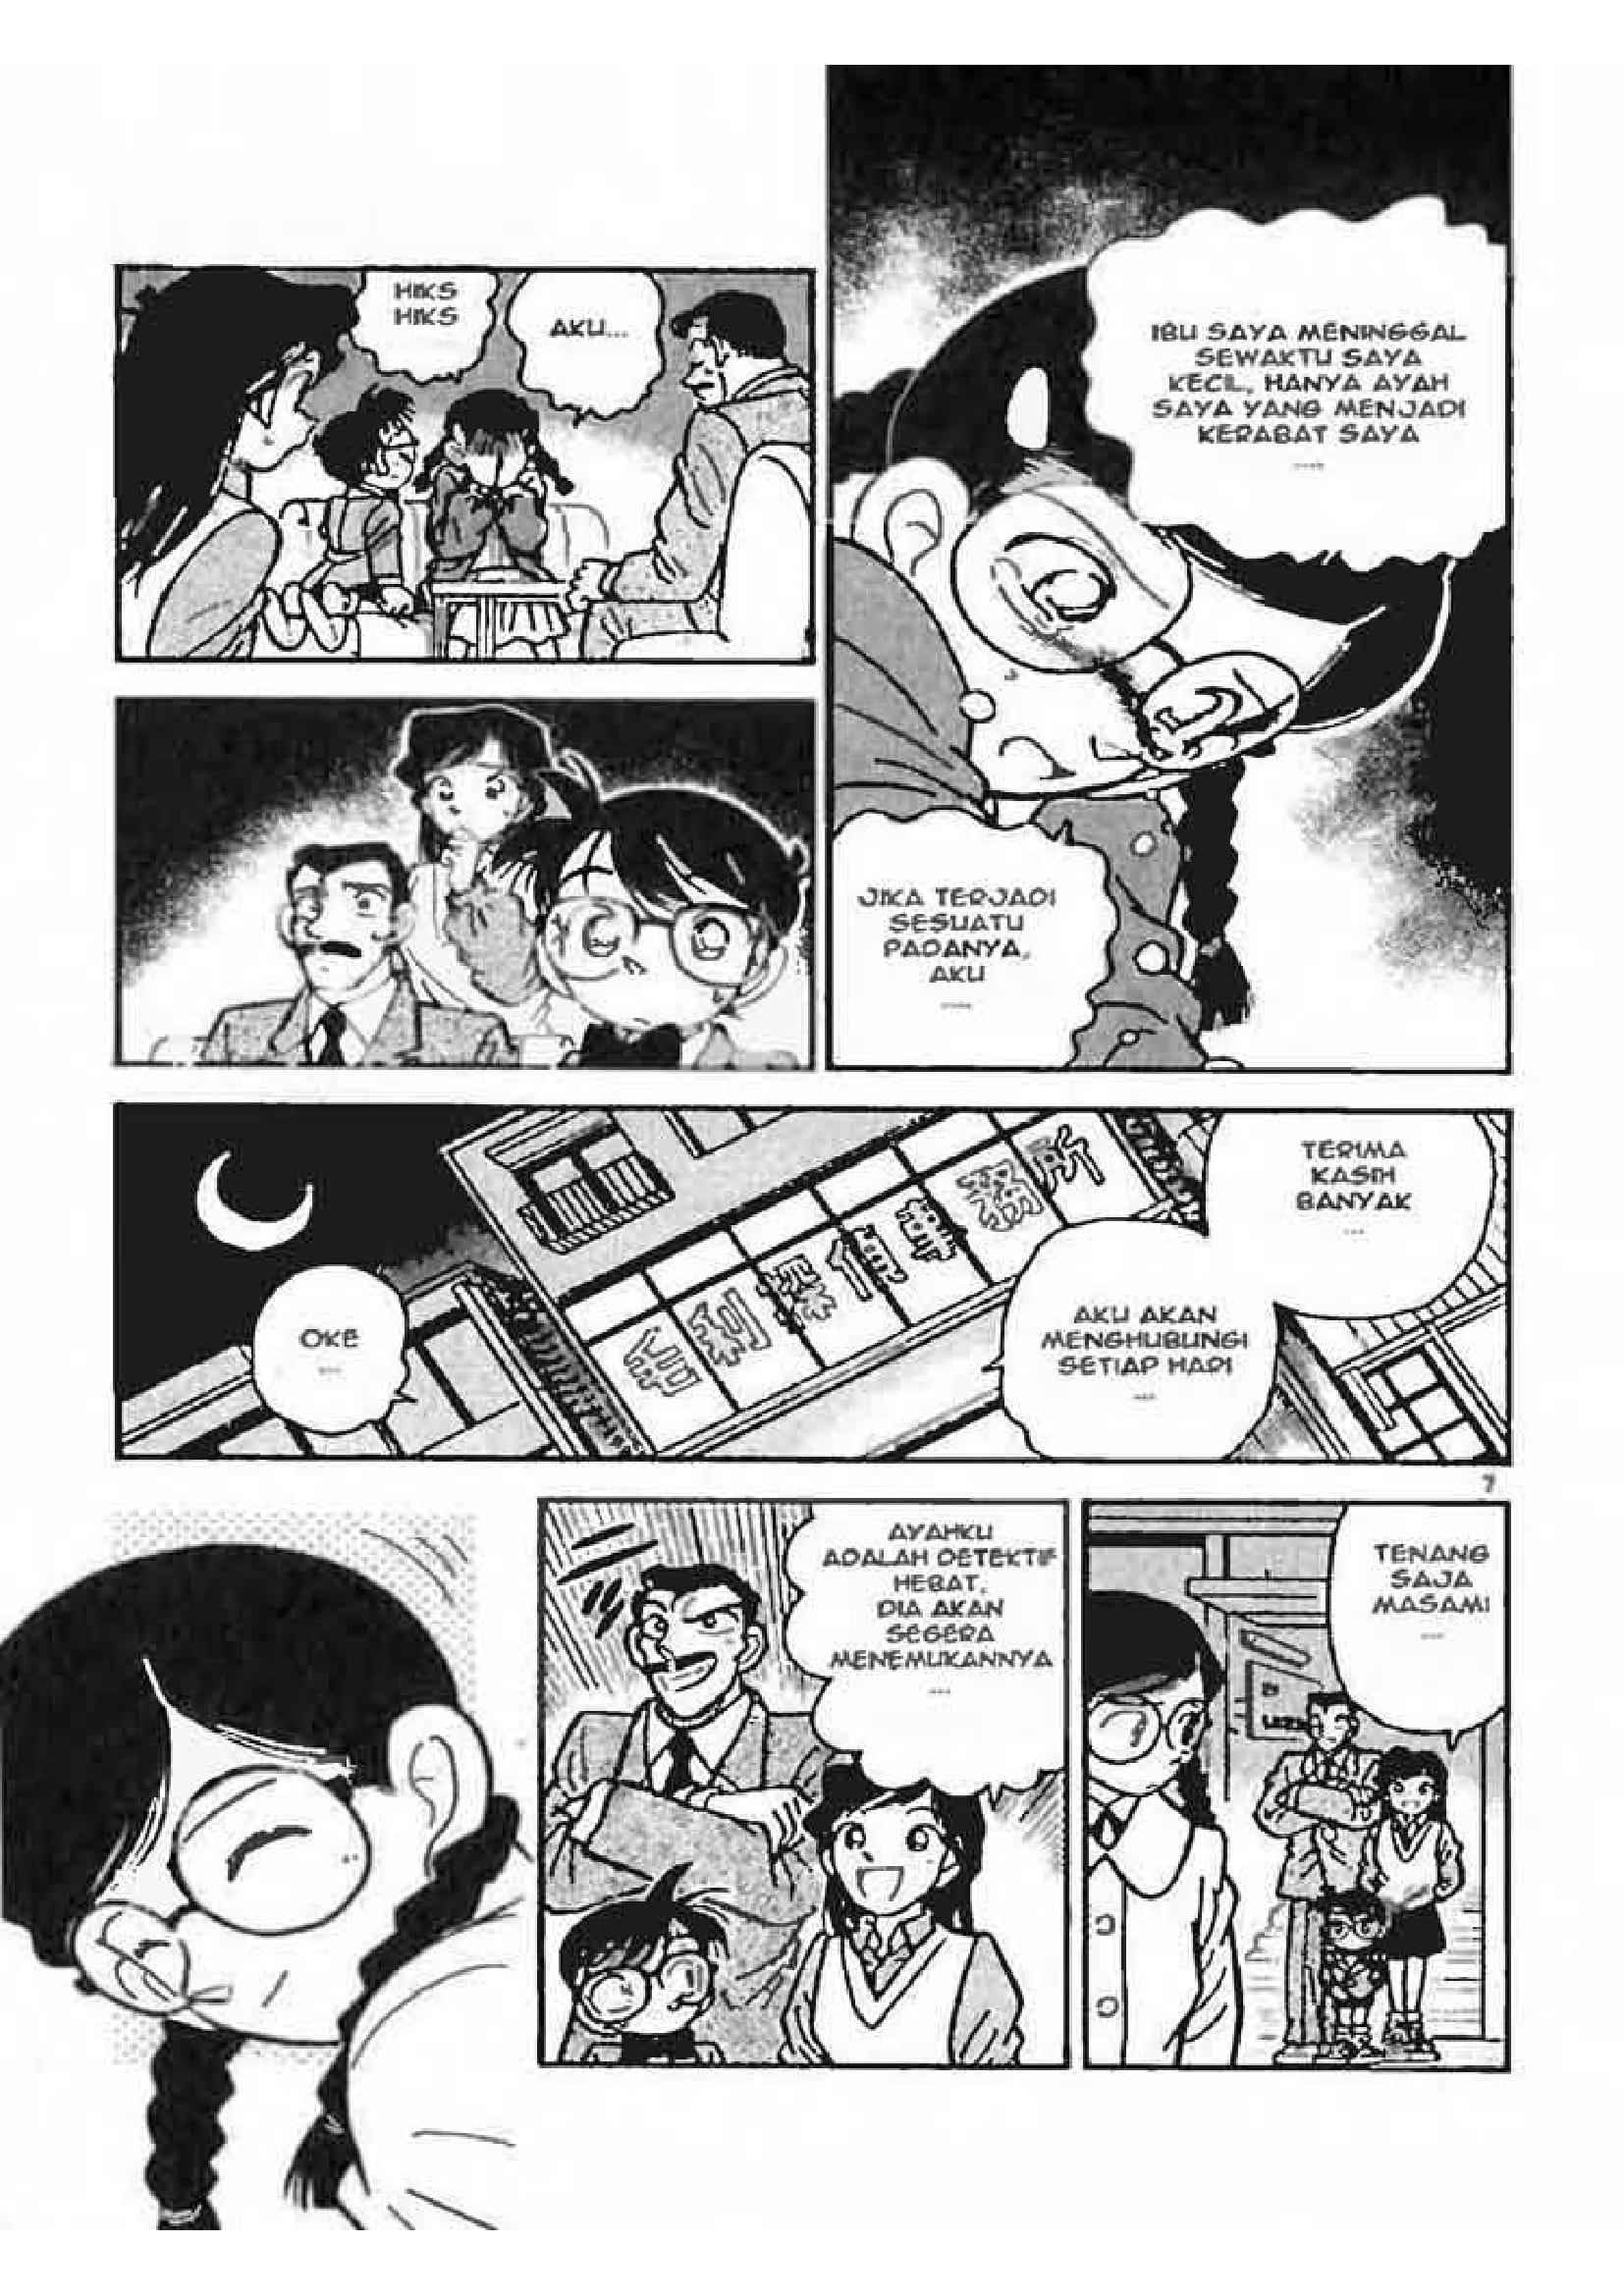 IBU SAYA MENINGGAL
SEWAKTU SAYA
KECIL, HANYA AYAH
SAYA YANG MENJADI
KERABAT SAYA
....
JIKA TERJADI
SESUATU
PADANYA,
AKU
....
AKU...
HIKS
HIKS
TERIMA
KASIH
BANYAK
...
AKU AKAN
MENGHUBUNGI
SETIAP HARI
...
OKE
...
7
TENANG
SAJA
MASAMI
...
AYAHKU
ADALAH DETEKTIF
HEBAT,
DIA AKAN
SEGERA
MENEMUKANNYA
...